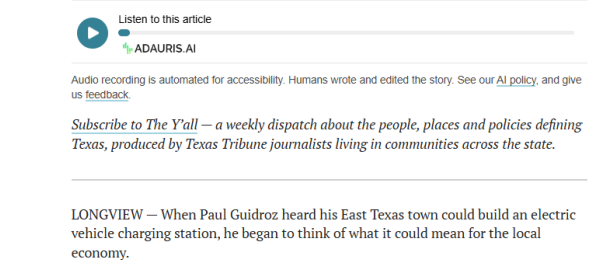 Listen to this article
ADAURIS.AI
Audio recording is automated for accessibility. Humans wrote and edited the story. See our AI policy, and give
us feedback.
Subscribe to The Y’all — a weekly dispatch about the people, places and policies defining
Texas, produced by Texas Tribune journalists living in communities across the state.
LONGVIEW — When Paul Guidroz heard his East Texas town could build an electric
vehicle charging station, he began to think of what it could mean for the local
economy.